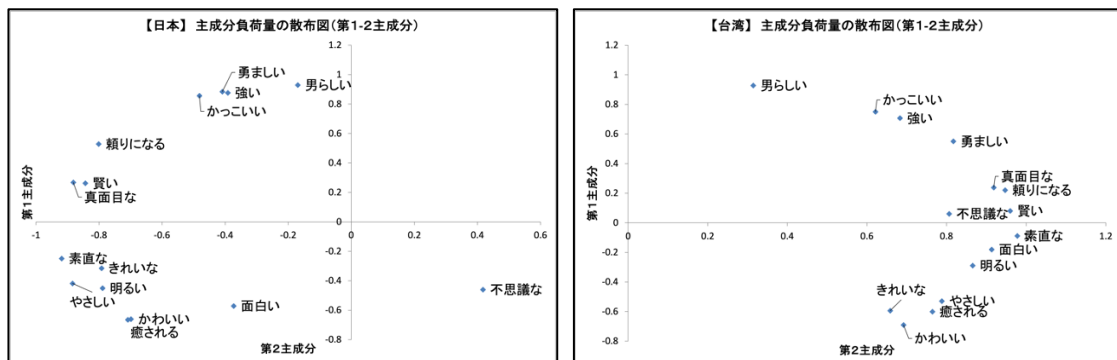 【日本】 主成分負荷量の散布図(第1-2主成分)
1.2
1
0.8
0.6
0.4
0.2
0
-0.2
-0.4
-0.6
-0.8
-1
-0.8
-0.6
-0.4
-0.2
0
0.2
0.4
0.6
第1主成分
第2主成分
勇ましい
強い
男らしい
かっこいい
頼りになる
賢い
真面目な
素直な
きれいな
やさしい
明るい
かわいい
癒される
面白い
不思議な
【台湾】 主成分負荷量の散布図(第1-2主成分)
1.2
1
0.8
0.6
0.4
0.2
0
-0.2
-0.4
-0.6
-0.8
0
0.2
0.4
0.6
0.8
1
1.2
第1主成分
第2主成分
男らしい
かっこいい
強い
勇ましい
真面目な
頼りになる
不思議な
賢い
素直な
面白い
明るい
きれいな
やさしい
癒される
かわいい